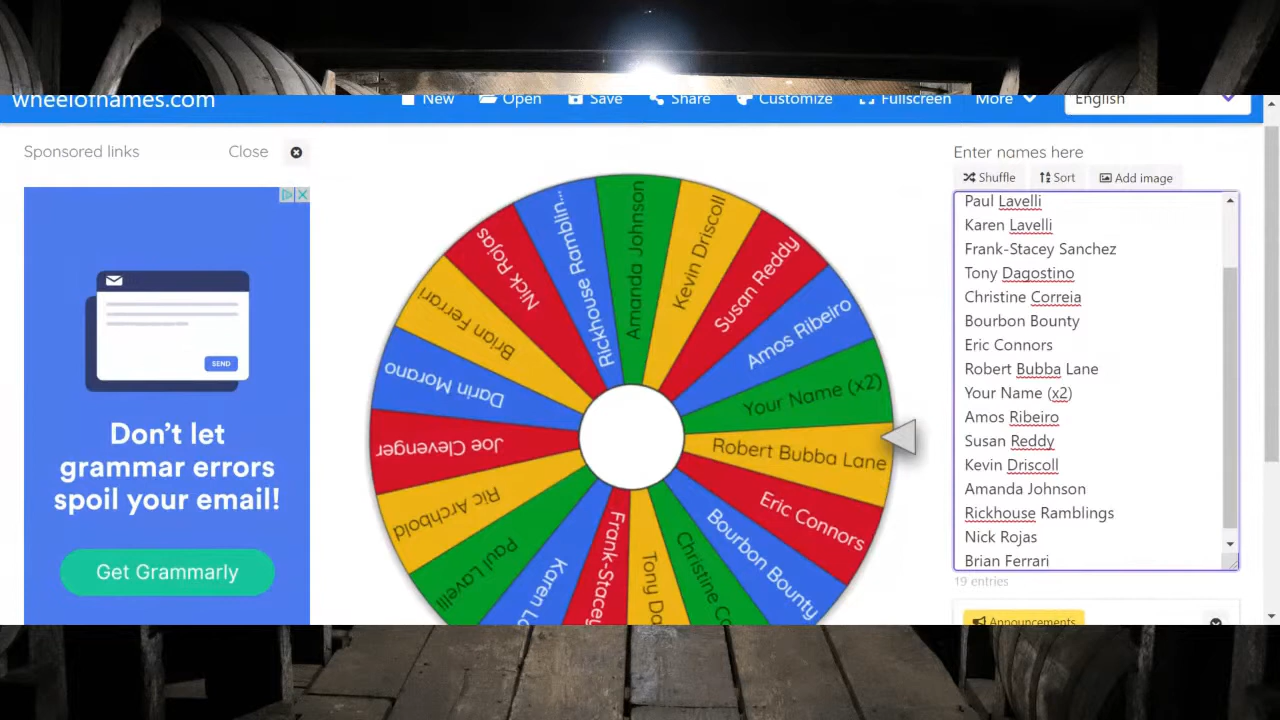 wheelofnames.com
New
Open
Save
Share
Customize
Fullscreen
More
English
Sponsored links
Close
Don't let
grammar errors
spoil your email!
SEND
Get Grammarly
Amanda Johnson
Kevin Driscoll
Susan Reddy
Amos Ribeiro
Your Name (x2)
Robert Bubba Lane
Eric Connors
Bourbon Bounty
Christine Co
Tony Da
Frank-Stacey
Karen L
Paul Lavelli
Ric Archbold
Joe Clevenger
Darin Morano
Brian Ferrari
Nick Rojas
Rickhouse Ramblin...
Enter names here
Shuffle
Sort
Add image
Paul Lavelli
Karen Lavelli
Frank-Stacey Sanchez
Tony Dagostino
Christine Correia
Bourbon Bounty
Eric Connors
Robert Bubba Lane
Your Name (x2)
Amos Ribeiro
Susan Reddy
Kevin Driscoll
Amanda Johnson
Rickhouse Ramblings
Nick Rojas
Brian Ferrari
19 entries
Announcements